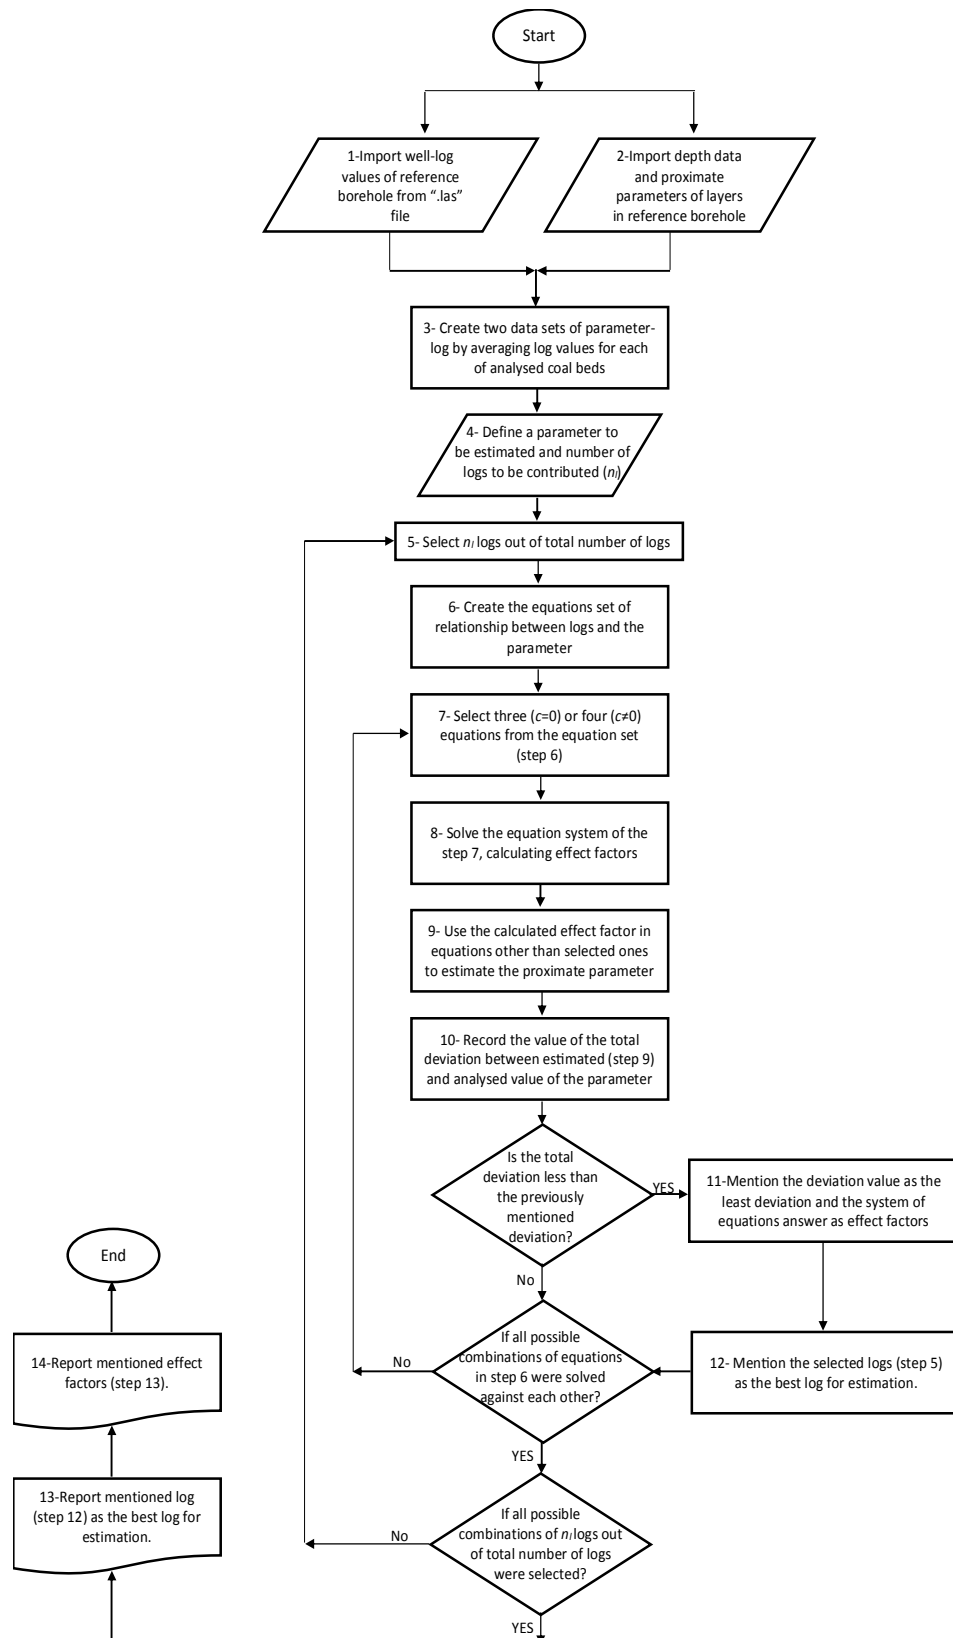 Start
1-Import well-log
values of reference
borehole from “.las”
file
2-Import depth data
and proximate
parameters of layers
in reference borehole
3- Create two data sets of parameter-
log by averaging log values for each
of analysed coal beds
4- Define a parameter to
be estimated and number of
logs to be contributed (nl)
5- Select nl logs out of total number of logs
6- Create the equations set of
relationship between logs and the
parameter
7- Select three (c=0) or four (c≠0)
equations from the equation set
(step 6)
8- Solve the equation system of the
step 7, calculating effect factors
9- Use the calculated effect factor in
equations other than selected ones
to estimate the proximate parameter
10- Record the value of the total
deviation between estimated (step 9)
and analysed value of the parameter
Is the total
deviation less than
the previously
mentioned
deviation?
YES
11-Mention the deviation value as the
least deviation and the system of
equations answer as effect factors
No
12- Mention the selected logs (step 5)
as the best log for estimation.
If all possible
combinations of equations
in step 6 were solved
against each other?
No
YES
If all possible
combinations of nl logs out
of total number of logs
were selected?
No
YES
13-Report mentioned log
(step 12) as the best log for
estimation.
14-Report mentioned effect
factors (step 13).
End